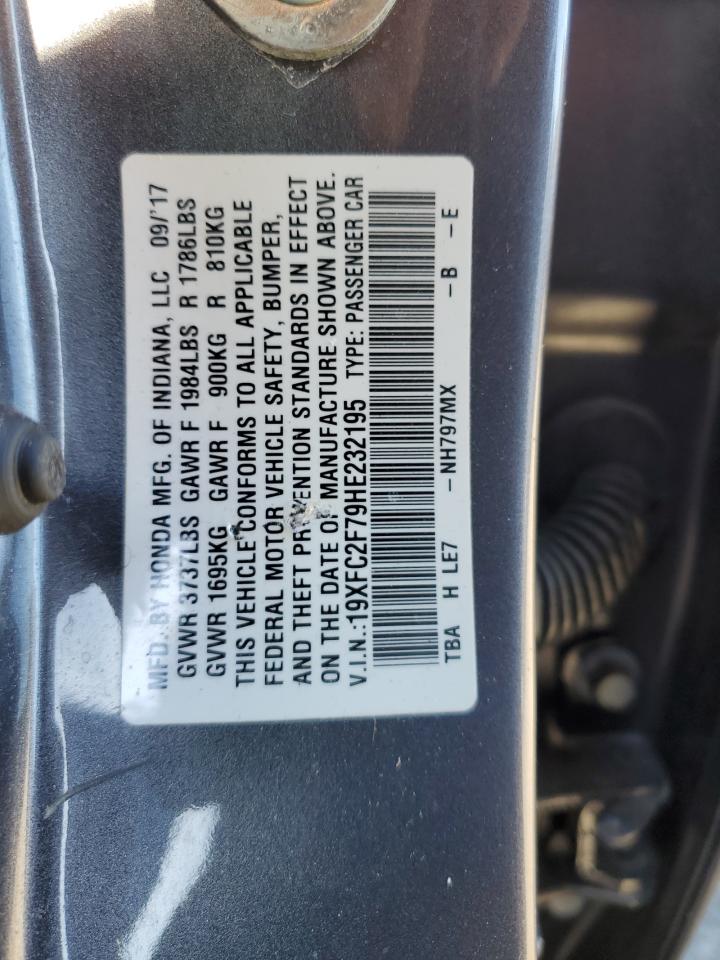 MFD. BY HONDA MFG. OF INDIANA, LLC 09/'17
GVWR 3737LBS GAWR F 1984LBS R 1786LBS
GVWR 1695KG GAWR F 900KG R 810KG
THIS VEHICLE CONFORMS TO ALL APPLICABLE
FEDERAL MOTOR VEHICLE SAFETY, BUMPER,
AND THEFT PREVENTION STANDARDS IN EFFECT
ON THE DATE OF MANUFACTURE SHOWN ABOVE.
V.I.N.:19XFC2F79HE232195 TYPE: PASSENGER CAR
TBA H LE7 -NH797MX -B -E